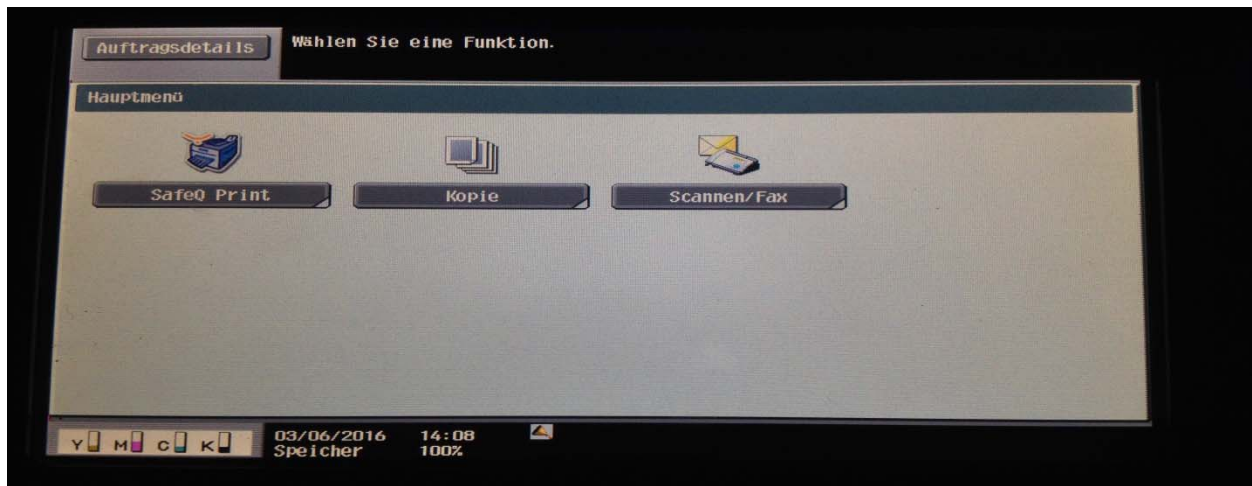 Auftragsdetails
Wählen Sie eine Funktion.
Hauptmenü
SafeQ Print
Kopie
Scannen/Fax
Y M C K
03/06/2016 14:08
Speicher 100%